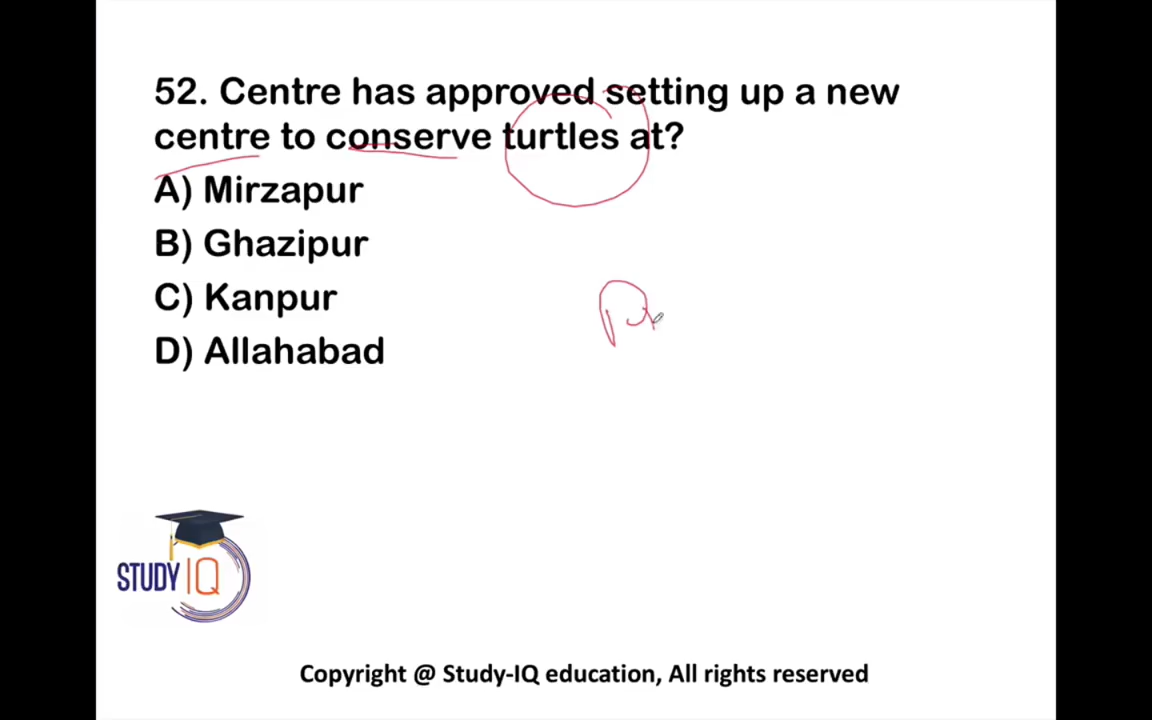 52. Centre has approved setting up a new
centre to conserve turtles at?
A) Mirzapur
B) Ghazipur
C) Kanpur
D) Allahabad
STUDY IQ
Copyright @ Study-IQ education, All rights reserved